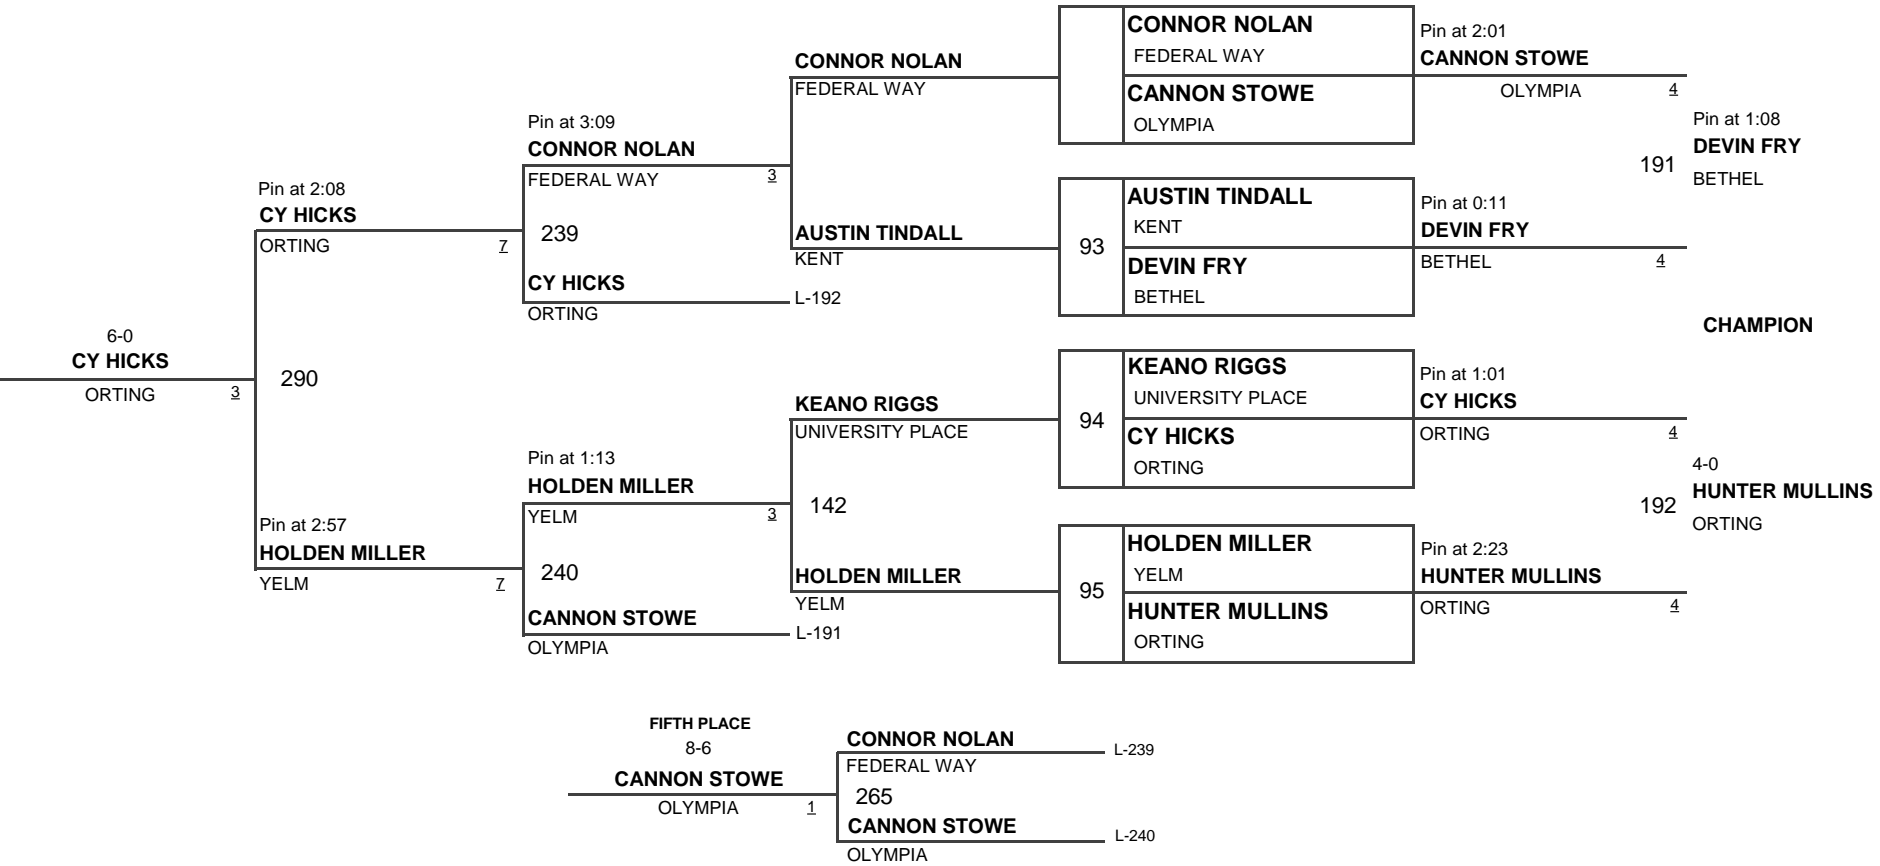 CONNOR NOLAN
FEDERAL WAY
CANNON STOWE
OLYMPIA
Pin at 2:01
CANNON STOWE
OLYMPIA 4
CONNOR NOLAN
FEDERAL WAY
Pin at 3:09
CONNOR NOLAN
FEDERAL WAY 3
Pin at 1:08
DEVIN FRY
191
BETHEL
Pin at 2:08
CY HICKS
ORTING 7
239
CY HICKS
ORTING
L-192
AUSTIN TINDALL
KENT
93
AUSTIN TINDALL
KENT
DEVIN FRY
BETHEL
Pin at 0:11
DEVIN FRY
BETHEL 4
CHAMPION
6-0
CY HICKS
ORTING 3
290
KEANO RIGGS
UNIVERSITY PLACE
94
KEANO RIGGS
UNIVERSITY PLACE
CY HICKS
ORTING
Pin at 1:01
CY HICKS
ORTING 4
4-0
HUNTER MULLINS
192
ORTING
Pin at 1:13
HOLDEN MILLER
YELM 3
142
Pin at 2:57
HOLDEN MILLER
YELM 7
240
CANNON STOWE
OLYMPIA
L-191
HOLDEN MILLER
YELM
95
HOLDEN MILLER
YELM
HUNTER MULLINS
ORTING
Pin at 2:23
HUNTER MULLINS
ORTING 4
FIFTH PLACE
8-6
CANNON STOWE
OLYMPIA 1
CONNOR NOLAN
L-239
FEDERAL WAY
265
CANNON STOWE
L-240
OLYMPIA